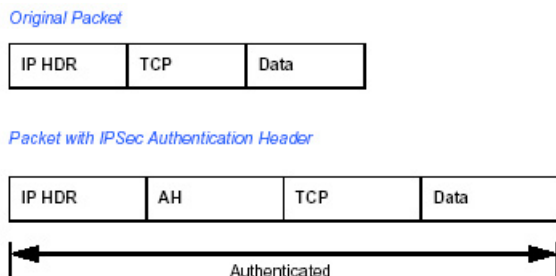 Original Packet
IP HDR TCP Data
Packet with IPSec Authentication Header
IP HDR AH TCP Data
Authenticated